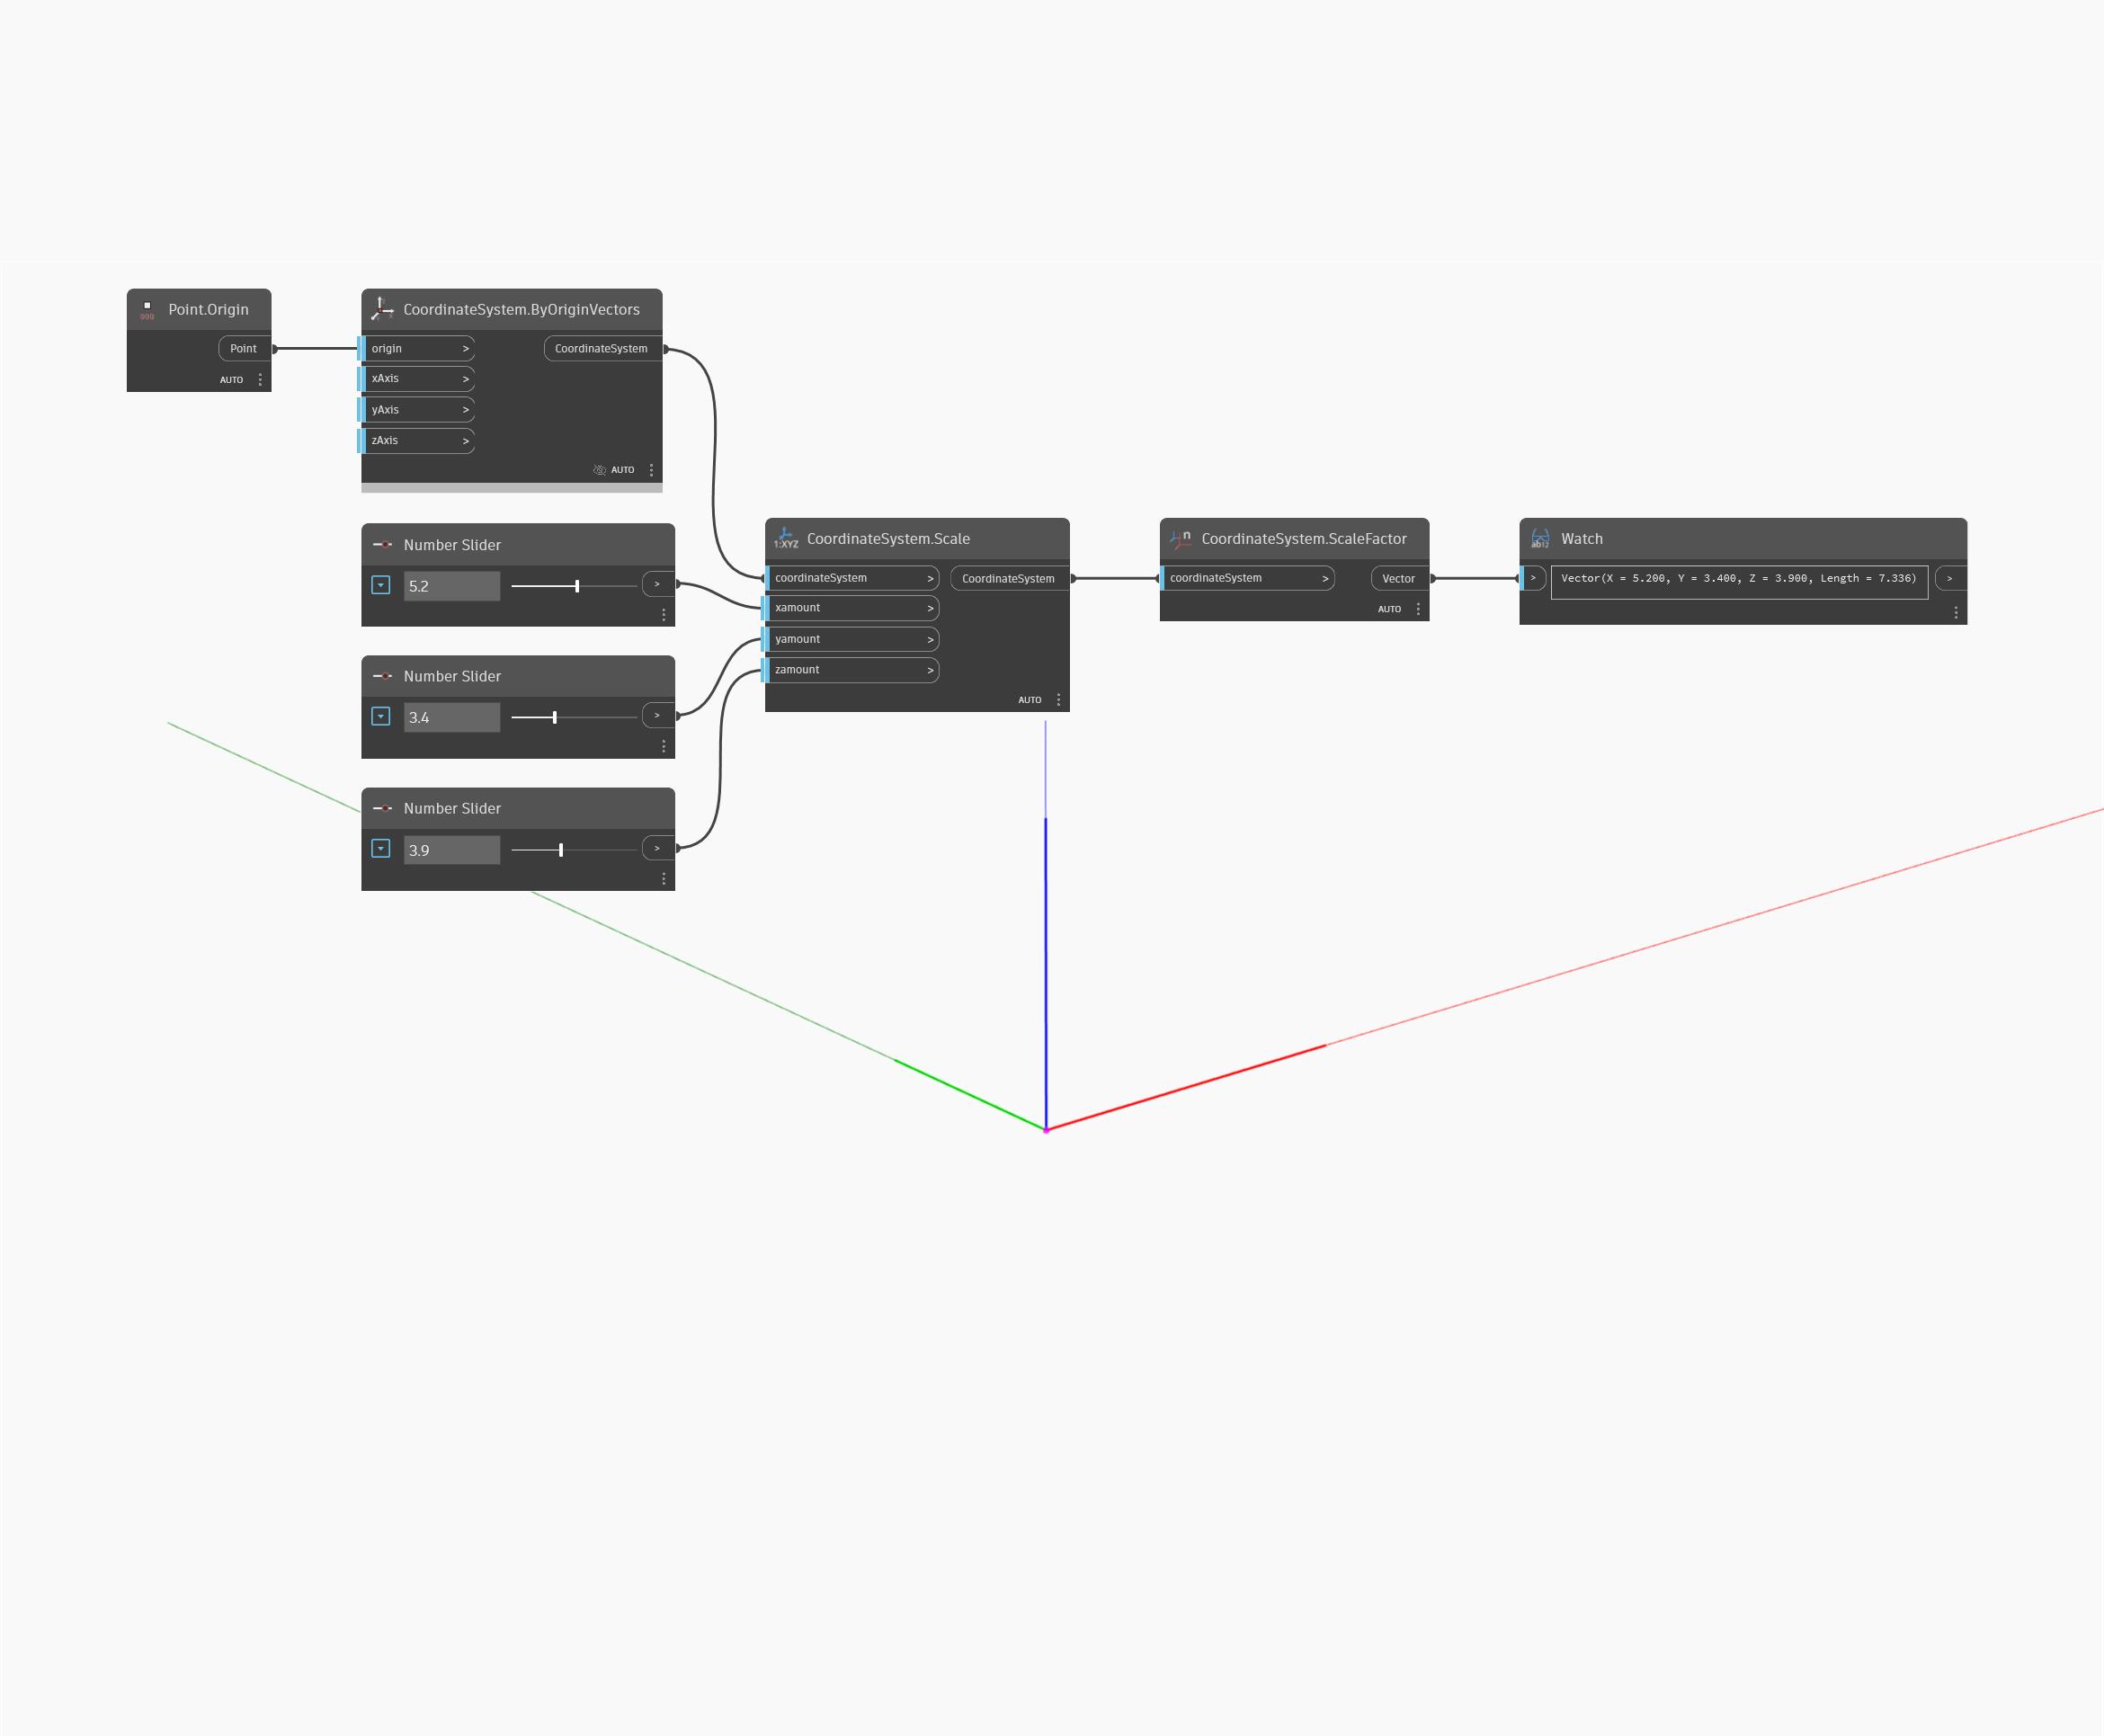 Point.Origin
Point
AUTO
CoordinateSystem.ByOriginVectors
origin >
CoordinateSystem
xAxis >
yAxis >
zAxis >
AUTO
Number Slider
5.2
>
Number Slider
3.4
>
Number Slider
3.9
>
1:XYZ
CoordinateSystem.Scale
coordinateSystem >
CoordinateSystem
xamount >
yamount >
zamount >
AUTO
n
CoordinateSystem.ScaleFactor
coordinateSystem >
Vector
AUTO
Watch
>
Vector(X = 5.200, Y = 3.400, Z = 3.900, Length = 7.336)
>